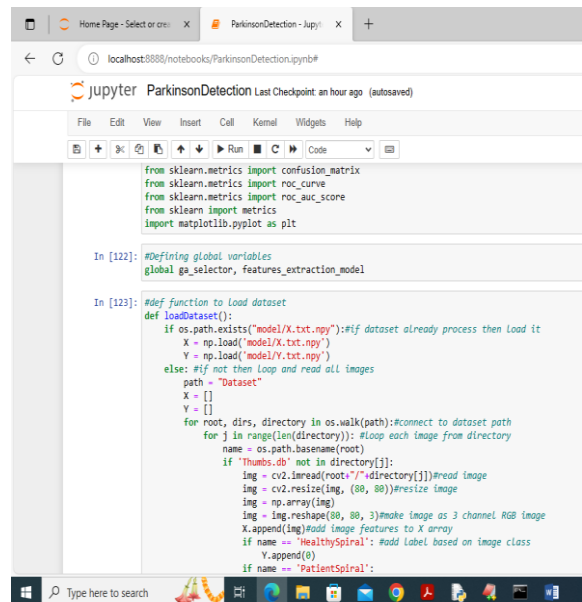 Home Page - Select or crea
ParkinsonDetection - Jupyt
localhost:8888/notebooks/ParkinsonDetection.ipynb#
jupyter ParkinsonDetection Last Checkpoint: an hour ago (autosaved)
File Edit View Insert Cell Kernel Widgets Help
Run Code
from sklearn.metrics import confusion_matrix
from sklearn.metrics import roc_curve
from sklearn.metrics import roc_auc_score
from sklearn import metrics
import matplotlib.pyplot as plt
In [122]: #Defining global variables
global ga_selector, features_extraction_model
In [123]: #def function to load dataset
def loadDataset():
if os.path.exists("model/X.txt.npy"):#if dataset already process then load it
X = np.load('model/X.txt.npy')
Y = np.load('model/Y.txt.npy')
else: #if not then loop and read all images
path = "Dataset"
X = []
Y = []
for root, dirs, directory in os.walk(path):#connect to dataset path
for j in range(len(directory)): #loop each image from directory
name = os.path.basename(root)
if 'Thumbs.db' not in directory[j]:
img = cv2.imread(root+"/"+directory[j])#read image
img = cv2.resize(img, (80, 80))#resize image
img = np.array(img)
img = img.reshape(80, 80, 3)#make image as 3 channel RGB image
X.append(img)#add image features to X array
if name == 'HealthySpiral': #add label based on image class
Y.append(0)
if name == 'PatientSpiral':
Type here to search